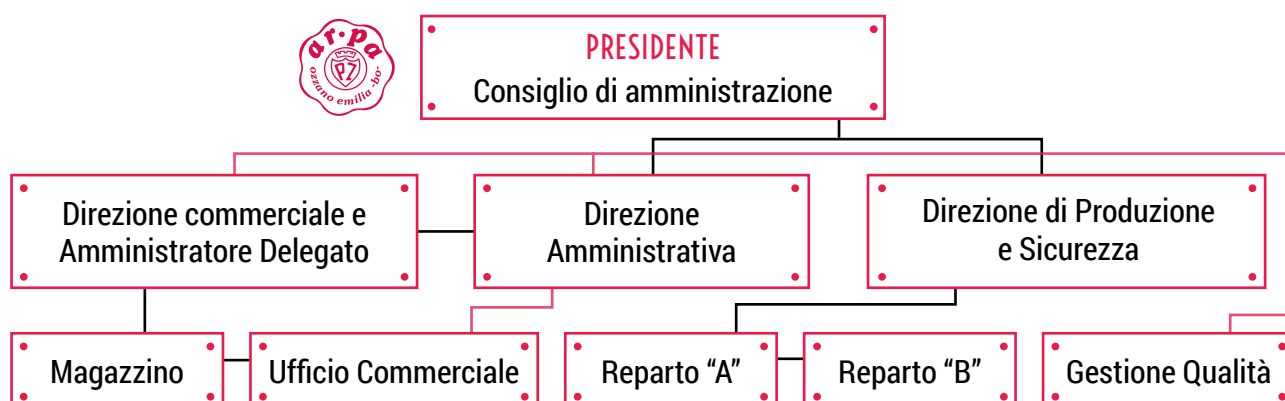 ar·pa
PZ
ozzano emilia -bo-
PRESIDENTE
Consiglio di amministrazione
Direzione commerciale e
Amministratore Delegato
Direzione
Amministrativa
Direzione di Produzione
e Sicurezza
Magazzino
Ufficio Commerciale
Reparto “A”
Reparto “B”
Gestione Qualità